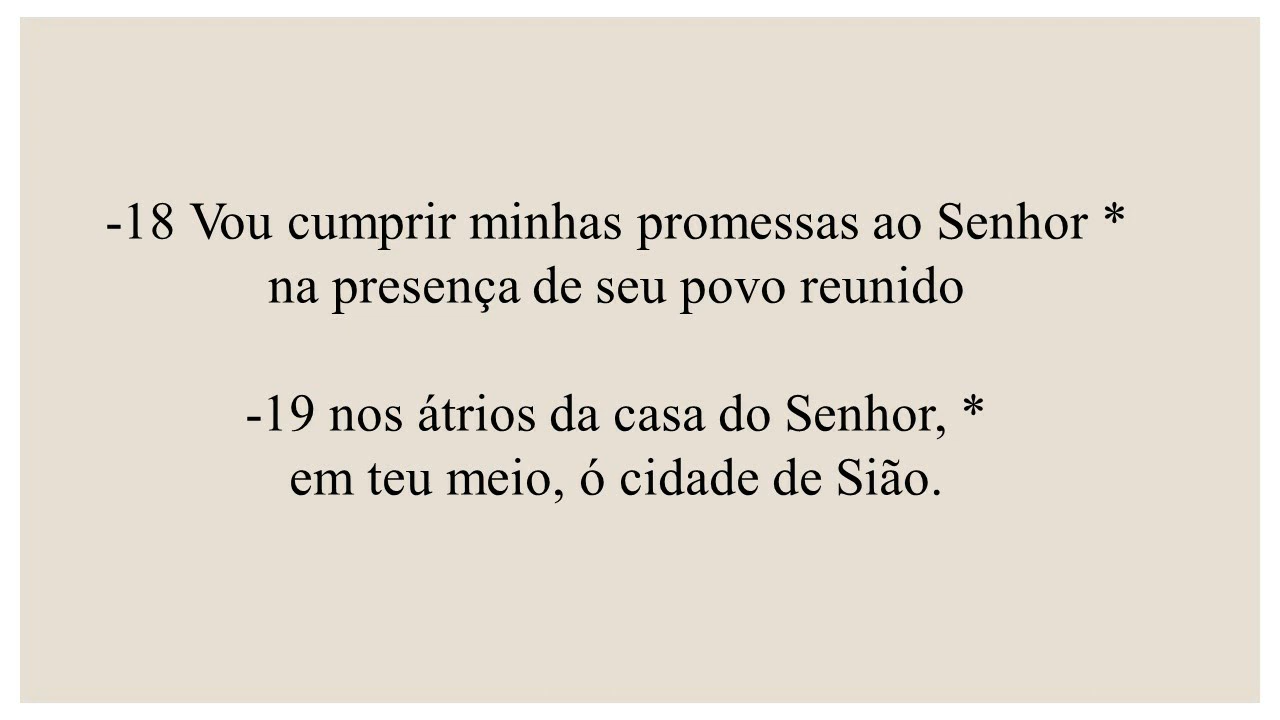 -18 Vou cumprir minhas promessas ao Senhor *
na presença de seu povo reunido
-19 nos átrios da casa do Senhor, *
em teu meio, ó cidade de Sião.